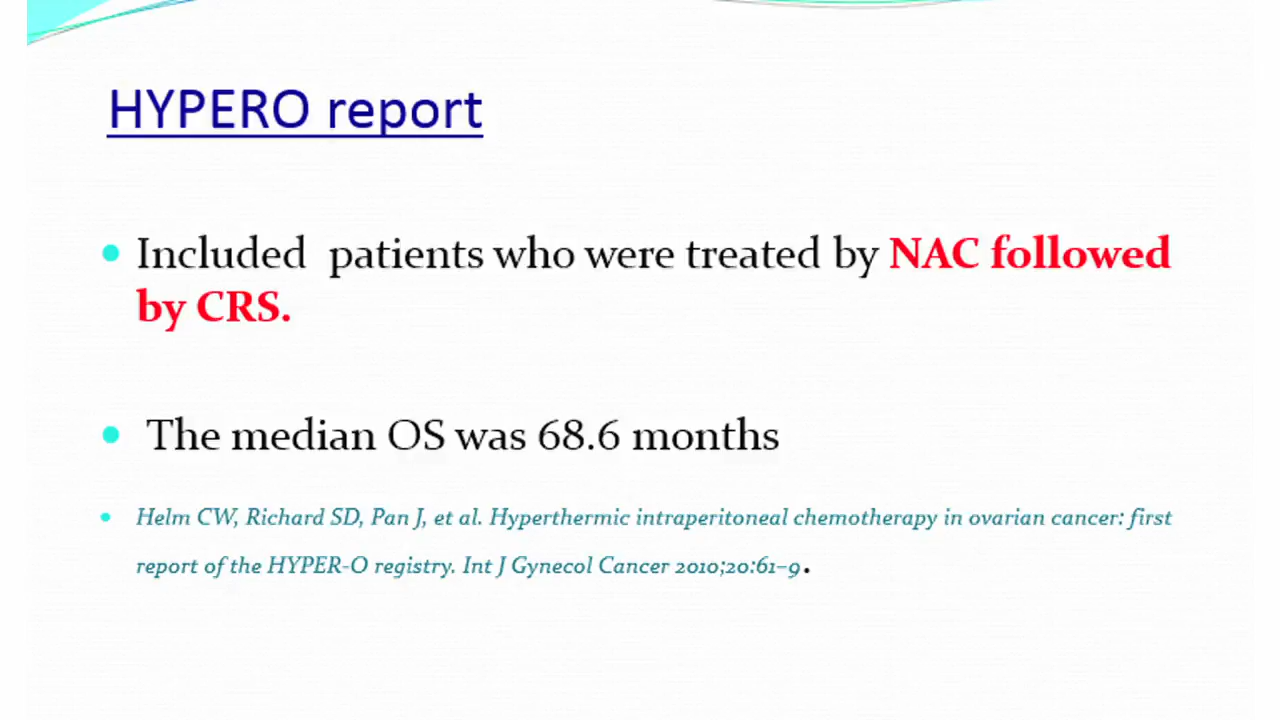 HYPERO report
• Included patients who were treated by NAC followed
by CRS.
• The median OS was 68.6 months
• Helm CW, Richard SD, Pan J, et al. Hyperthermic intraperitoneal chemotherapy in ovarian cancer: first
report of the HYPER-O registry. Int J Gynecol Cancer 2010;20:61–9.